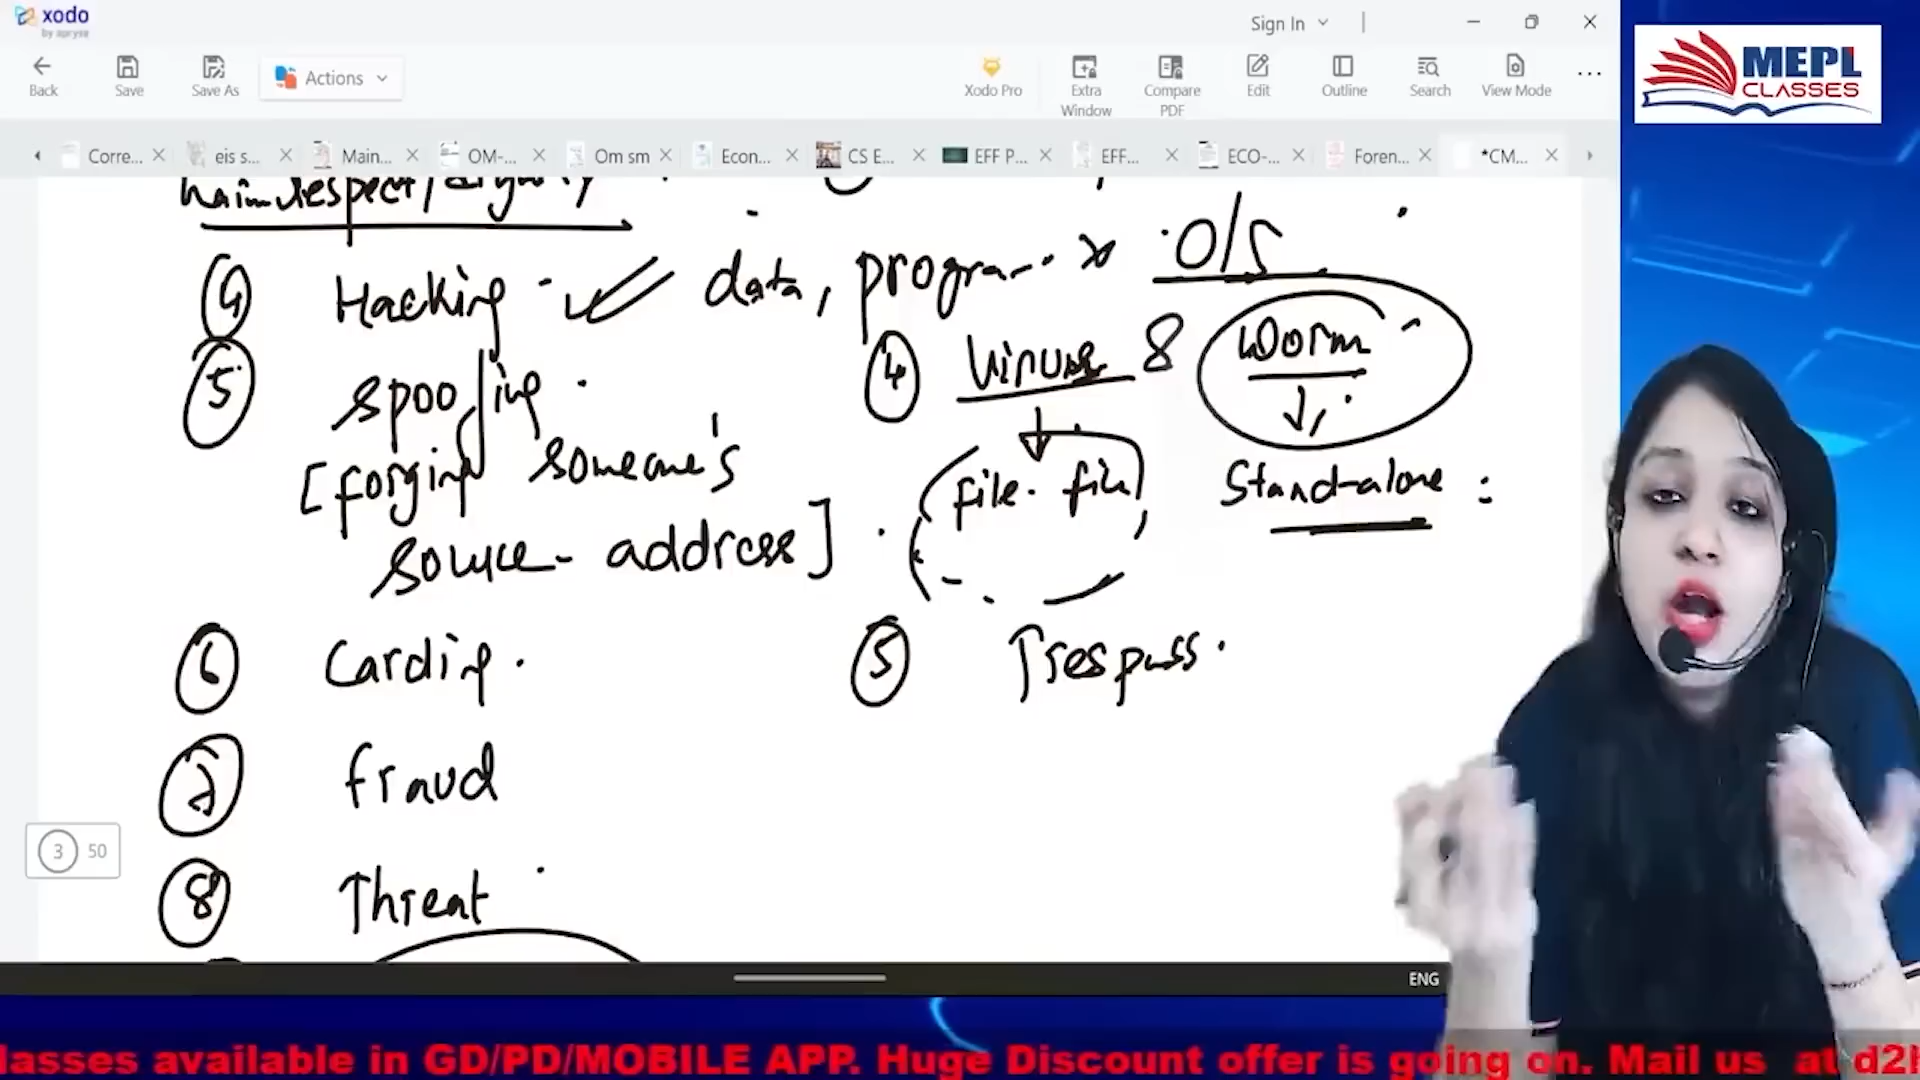 xodo
by apryse
Sign In
Back
Save
Save As
Actions
Xodo Pro
Extra Window
Compare PDF
Edit
Outline
Search
View Mode
Corre...
eis s...
Main...
OM-...
Om sm
Econ...
CS E...
EFF P...
EFF...
ECO-...
Foren...
*CM...
MEPL
CLASSES
④ Hacking
data, program
O/S
⑤ spoofing
[forging someone's
source address]
④ Virus & Worm
file. file
Stand-alone
⑥ Carding
⑤ Trespass
fraud
⑧ Threat
3 50
ENG
lasses available in GD/PD/MOBILE APP. Huge Discount offer is going on. Mail us at d2